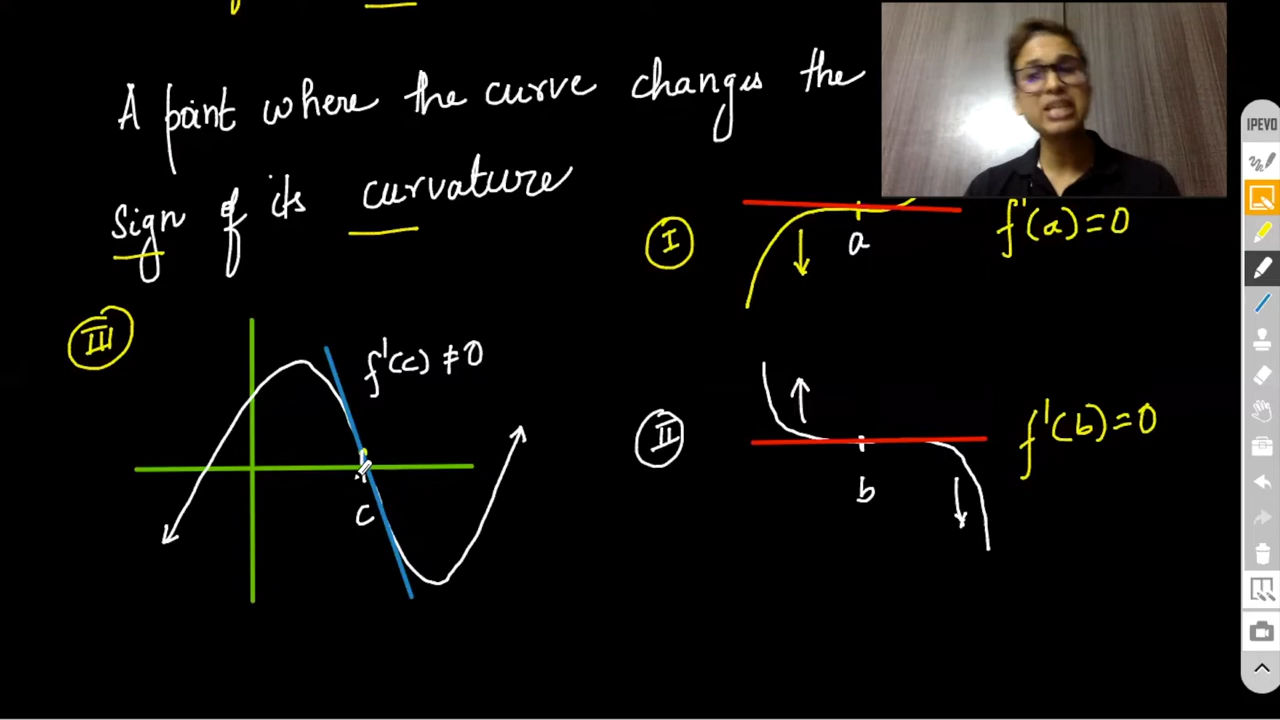 A point where the curve changes the
sign of its curvature
IPEVO
I
a
f'(a) = 0
III
f'(c) ≠ 0
c
II
b
f'(b) = 0